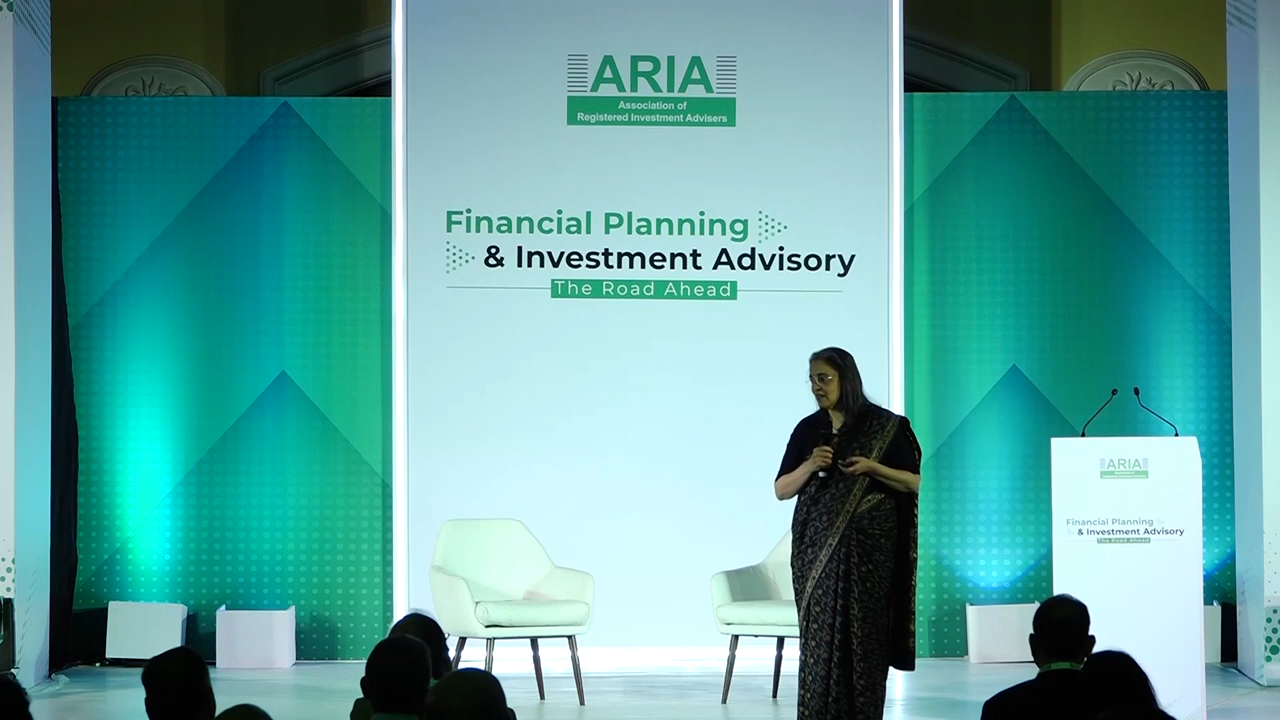 ARIA
Association of
Registered Investment Advisers
Financial Planning
& Investment Advisory
The Road Ahead
ARIA
Financial Planning
& Investment Advisory
The Road Ahead